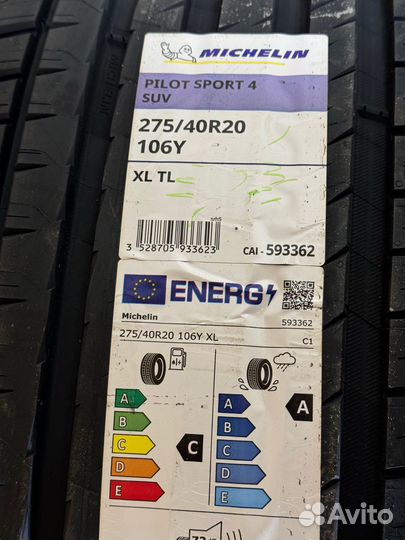 MICHELIN
PILOT SPORT 4
SUV
275/40R20
106Y
XL TL
3 528705 933623
CAI - 593362
ENERG
Michelin 593362
275/40R20 106Y XL C1
A A
B B
C C
D D
E E
C
A
72
Avito